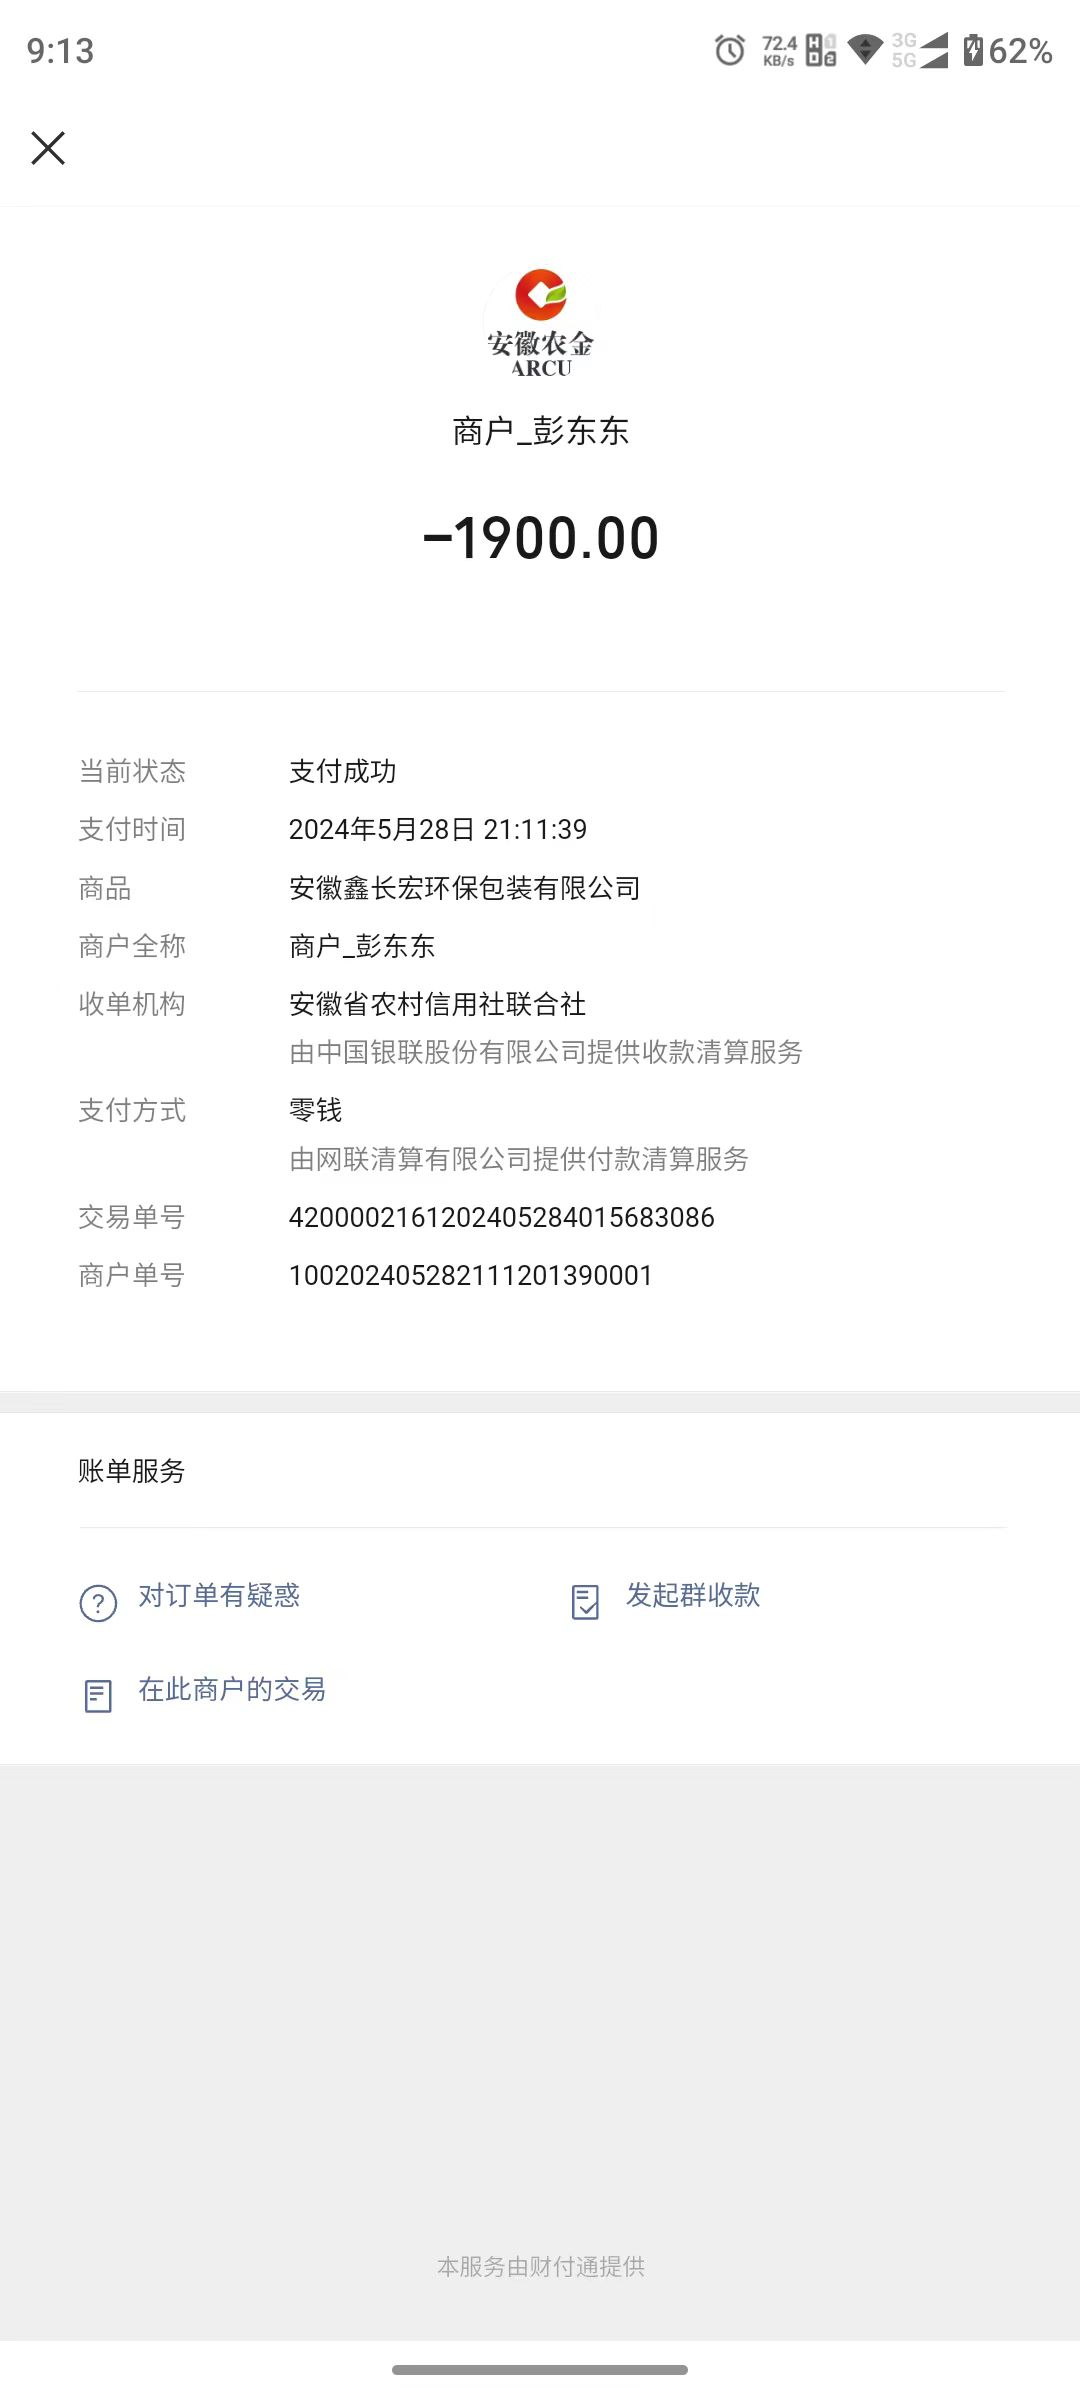 9:13
72.4
KB/s
HD 1 2
3G
5G
62%
安徽农金
ARCU
商户_彭东东
-1900.00
当前状态 支付成功
支付时间 2024年5月28日 21:11:39
商品 安徽鑫长宏环保包装有限公司
商户全称 商户_彭东东
收单机构 安徽省农村信用社联合社
由中国银联股份有限公司提供收款清算服务
支付方式 零钱
由网联清算有限公司提供付款清算服务
交易单号 4200002161202405284015683086
商户单号 100202405282111201390001
账单服务
对订单有疑惑 发起群收款
在此商户的交易
本服务由财付通提供